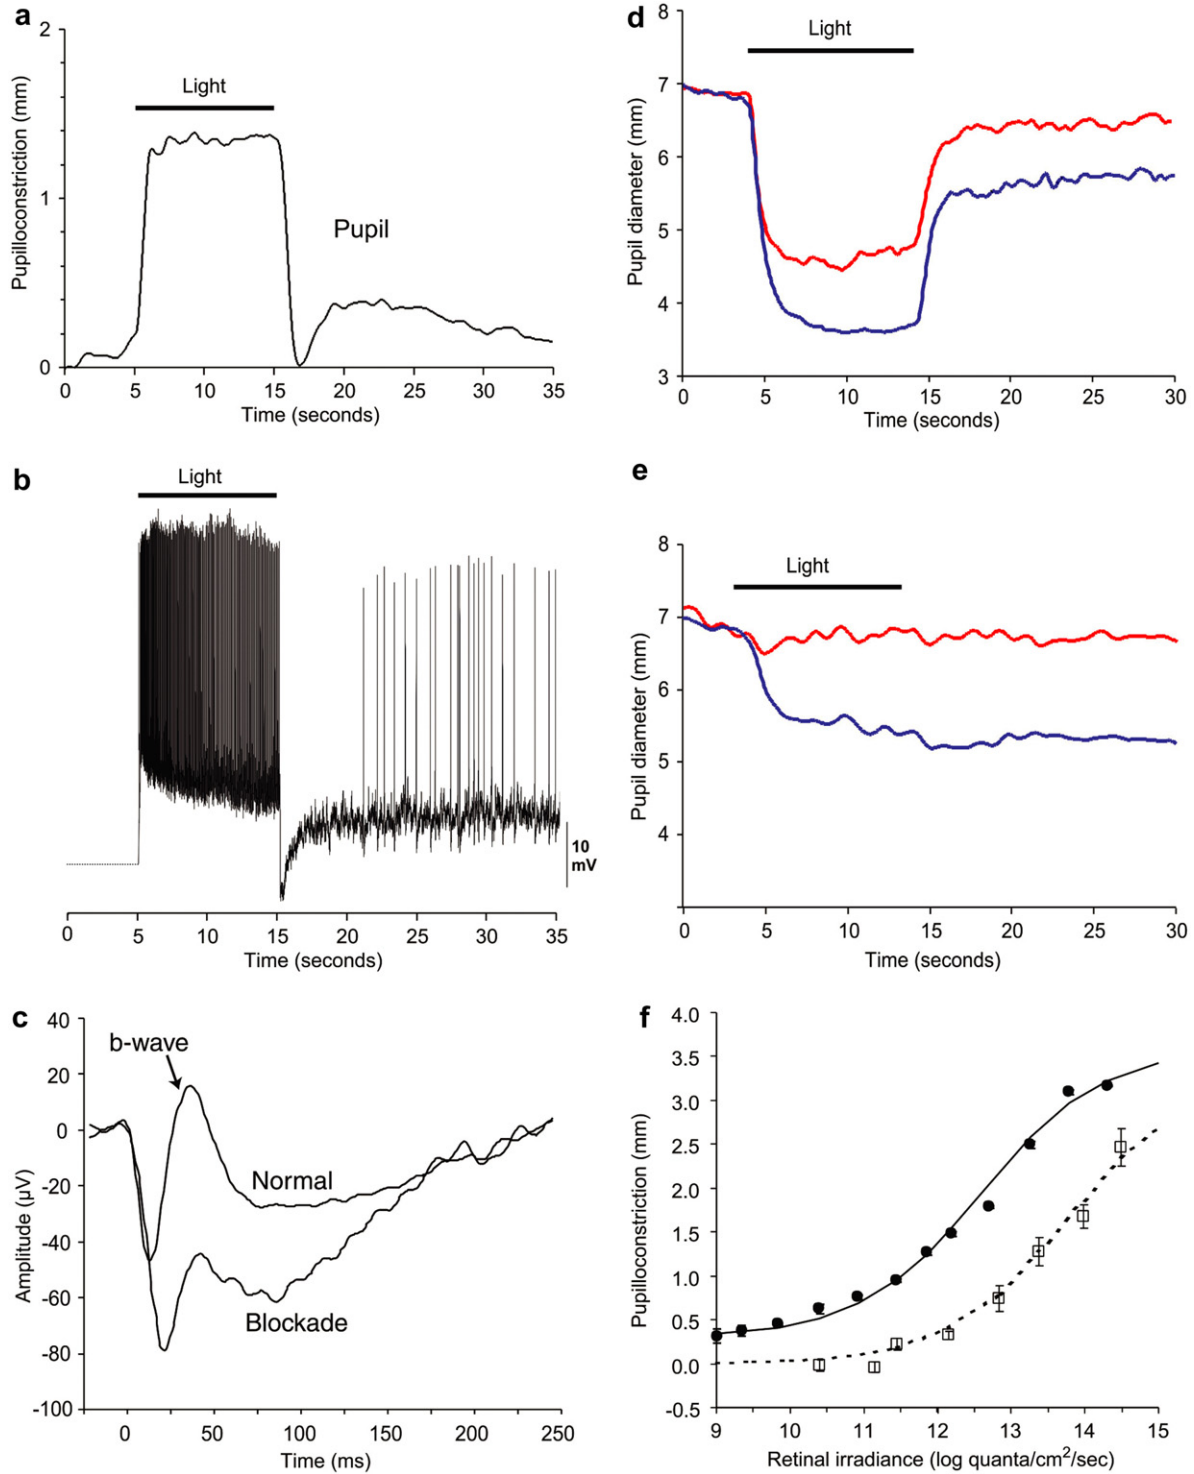 a
2
Light
Pupilloconstriction (mm)
1
Pupil
0
0 5 10 15 20 25 30 35
Time (seconds)
b
Light
10
mV
0 5 10 15 20 25 30 35
Time (seconds)
c
40
b-wave
20
0
Normal
-20
Amplitude (µV)
-40
-60
Blockade
-80
-100
0 50 100 150 200 250
Time (ms)
d
8
Light
7
Pupil diameter (mm)
6
5
4
3
0 5 10 15 20 25 30
Time (seconds)
e
8
Light
7
Pupil diameter (mm)
6
5
4
0 5 10 15 20 25 30
Time (seconds)
f
4.0
3.5
3.0
Pupilloconstriction (mm)
2.5
2.0
1.5
1.0
0.5
0.0
-0.5
9 10 11 12 13 14 15
Retinal irradiance (log quanta/cm²/sec)